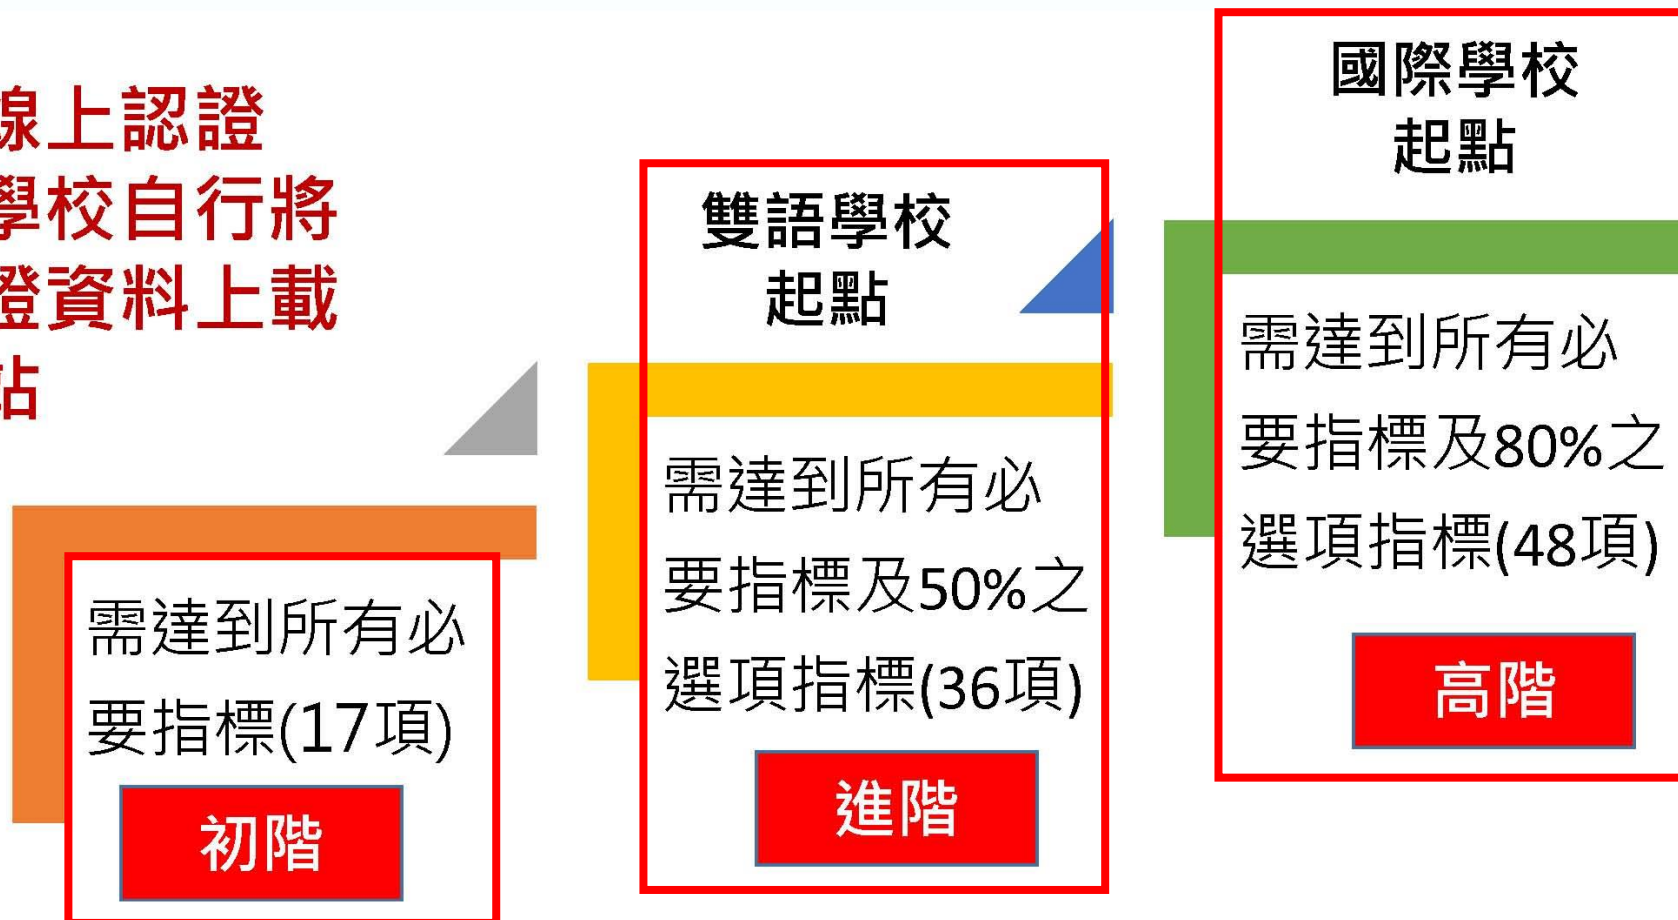 線上認證
學校自行將
證資料上載
站
需達到所有必
要指標(17項)
初階
雙語學校
起點
需達到所有必
要指標及50%之
選項指標(36項)
進階
國際學校
起點
需達到所有必
要指標及80%之
選項指標(48項)
高階